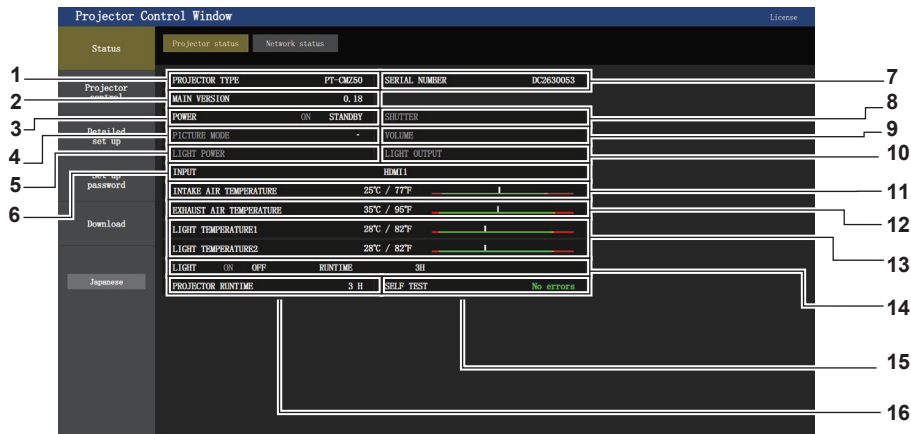 Projector Control Window
License
Status
Projector status
Network status
1
PROJECTOR TYPE PT-CMZ50
SERIAL NUMBER DC2630053
7
Projector
control
2
MAIN VERSION 0.18
8
3
POWER ON STANDBY
SHUTTER
9
Detailed
set up
4
PICTURE MODE -
VOLUME
10
5
LIGHT POWER
LIGHT OUTPUT
Set up
password
6
INPUT HDMI1
INTAKE AIR TEMPERATURE 25℃ / 77℉
11
EXHAUST AIR TEMPERATURE 35℃ / 95℉
12
Download
LIGHT TEMPERATURE1 28℃ / 82℉
LIGHT TEMPERATURE2 28℃ / 82℉
13
LIGHT ON OFF RUNTIME 3H
14
Japanese
PROJECTOR RUNTIME 3 H
SELF TEST No errors
15
16